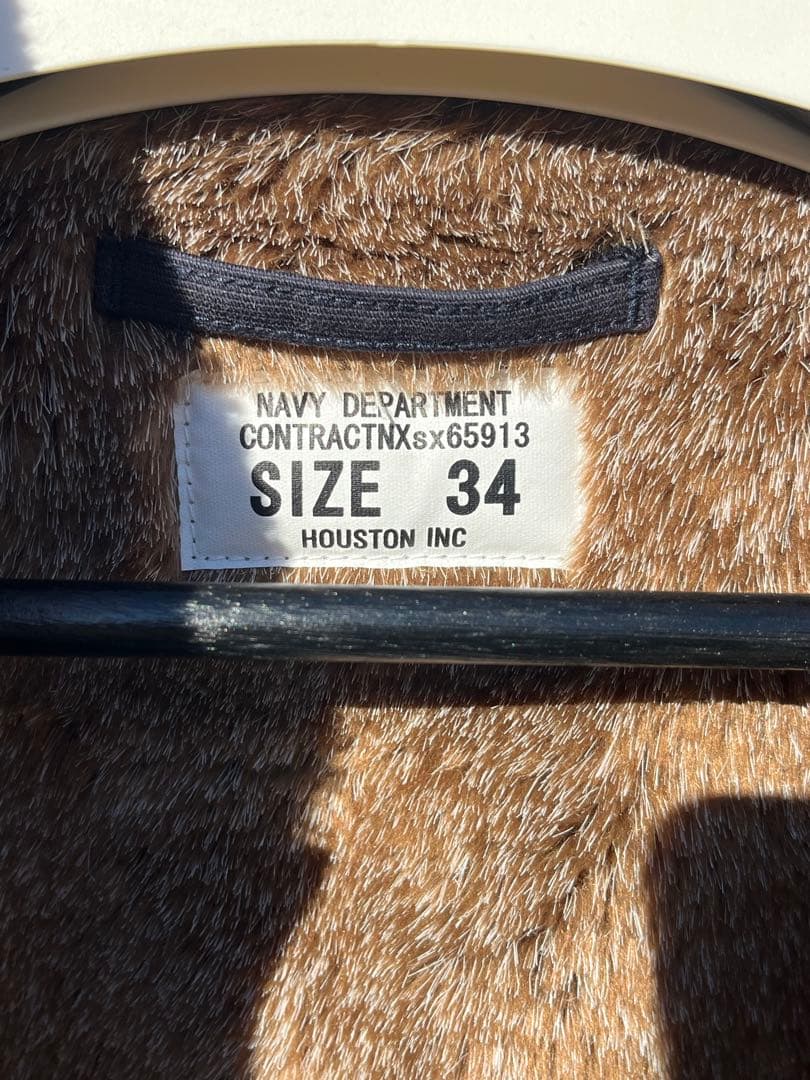 NAVY DEPARTMENT
CONTRACTNXsx65913
SIZE 34
HOUSTON INC